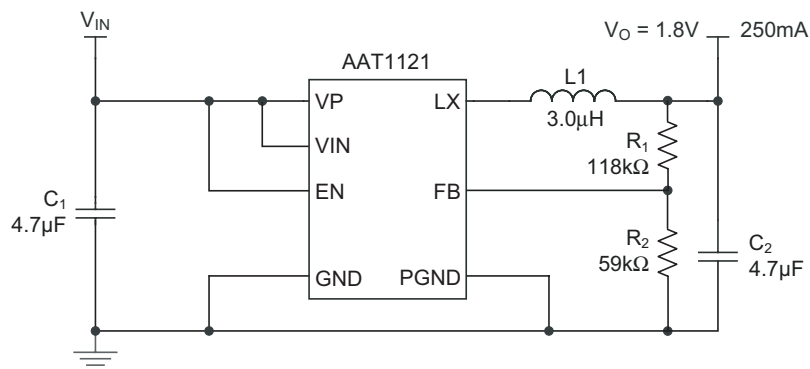 V_IN
V_O = 1.8V 250mA
AAT1121
L1
3.0μH
VP LX
VIN
EN FB
GND PGND
R_1
118kΩ
R_2
59kΩ
C_1
4.7μF
C_2
4.7μF